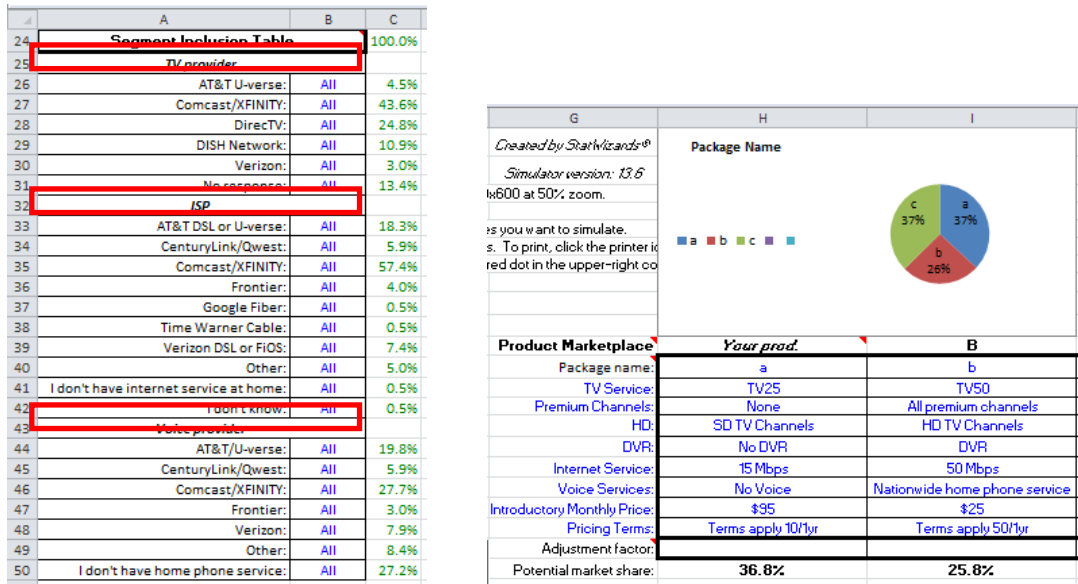 A B C
24 Segment Inclusion Table 100.0%
25 TV provider
26 AT&T U-verse: All 4.5%
27 Comcast/XFINITY: All 43.6%
28 DirecTV: All 24.8%
29 DISH Network: All 10.9%
30 Verizon: All 3.0%
31 No response: All 13.4%
32 ISP
33 AT&T DSL or U-verse: All 18.3%
34 CenturyLink/Qwest: All 5.9%
35 Comcast/XFINITY: All 57.4%
36 Frontier: All 4.0%
37 Google Fiber: All 0.5%
38 Time Warner Cable: All 0.5%
39 Verizon DSL or FiOS: All 7.4%
40 Other: All 5.0%
41 I don't have internet service at home: All 0.5%
42 I don't know: All 0.5%
43 Voice provider
44 AT&T/U-verse: All 19.8%
45 CenturyLink/Qwest: All 5.9%
46 Comcast/XFINITY: All 27.7%
47 Frontier: All 3.0%
48 Verizon: All 7.9%
49 Other: All 8.4%
50 I don't have home phone service: All 27.2%
G H I
Created by StatWizards®
Simulator version: 13.6
0x600 at 50% zoom.
es you want to simulate.
s. To print, click the printer ic
red dot in the upper-right co
Package Name
a b c
c
37%
a
37%
b
26%
Product Marketplace Your prod. B
Package name: a b
TV Service: TV25 TV50
Premium Channels: None All premium channels
HD: SD TV Channels HD TV Channels
DVR: No DVR DVR
Internet Service: 15 Mbps 50 Mbps
Voice Services: No Voice Nationwide home phone service
Introductory Monthly Price: $95 $25
Pricing Terms: Terms apply 10/1yr Terms apply 50/1yr
Adjustment factor:
Potential market share: 36.8% 25.8%